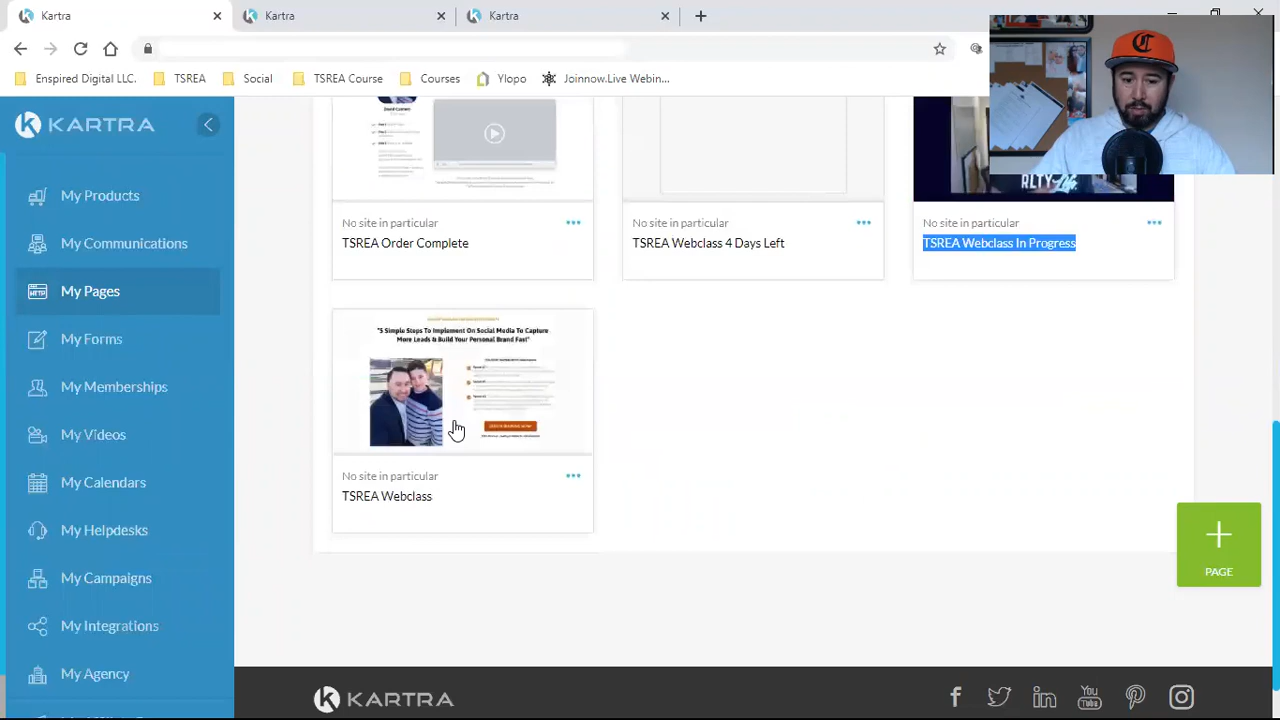 Kartra
Kartra
Kartra
Enspired Digital LLC.
TSREA
Social
TSREA Course
Courses
Ylopo
Joinnow.Live Webin...
KARTRA
My Products
My Communications
My Pages
My Forms
My Memberships
My Videos
My Calendars
My Helpdesks
My Campaigns
My Integrations
My Agency
RLTY Life.
No site in particular
TSREA Order Complete
No site in particular
TSREA Webclass 4 Days Left
No site in particular
TSREA Webclass In Progress
"3 Simple Steps To Implement On Social Media To Capture
More Leads & Build Your Personal Brand Fast"
No site in particular
TSREA Webclass
PAGE
KARTRA